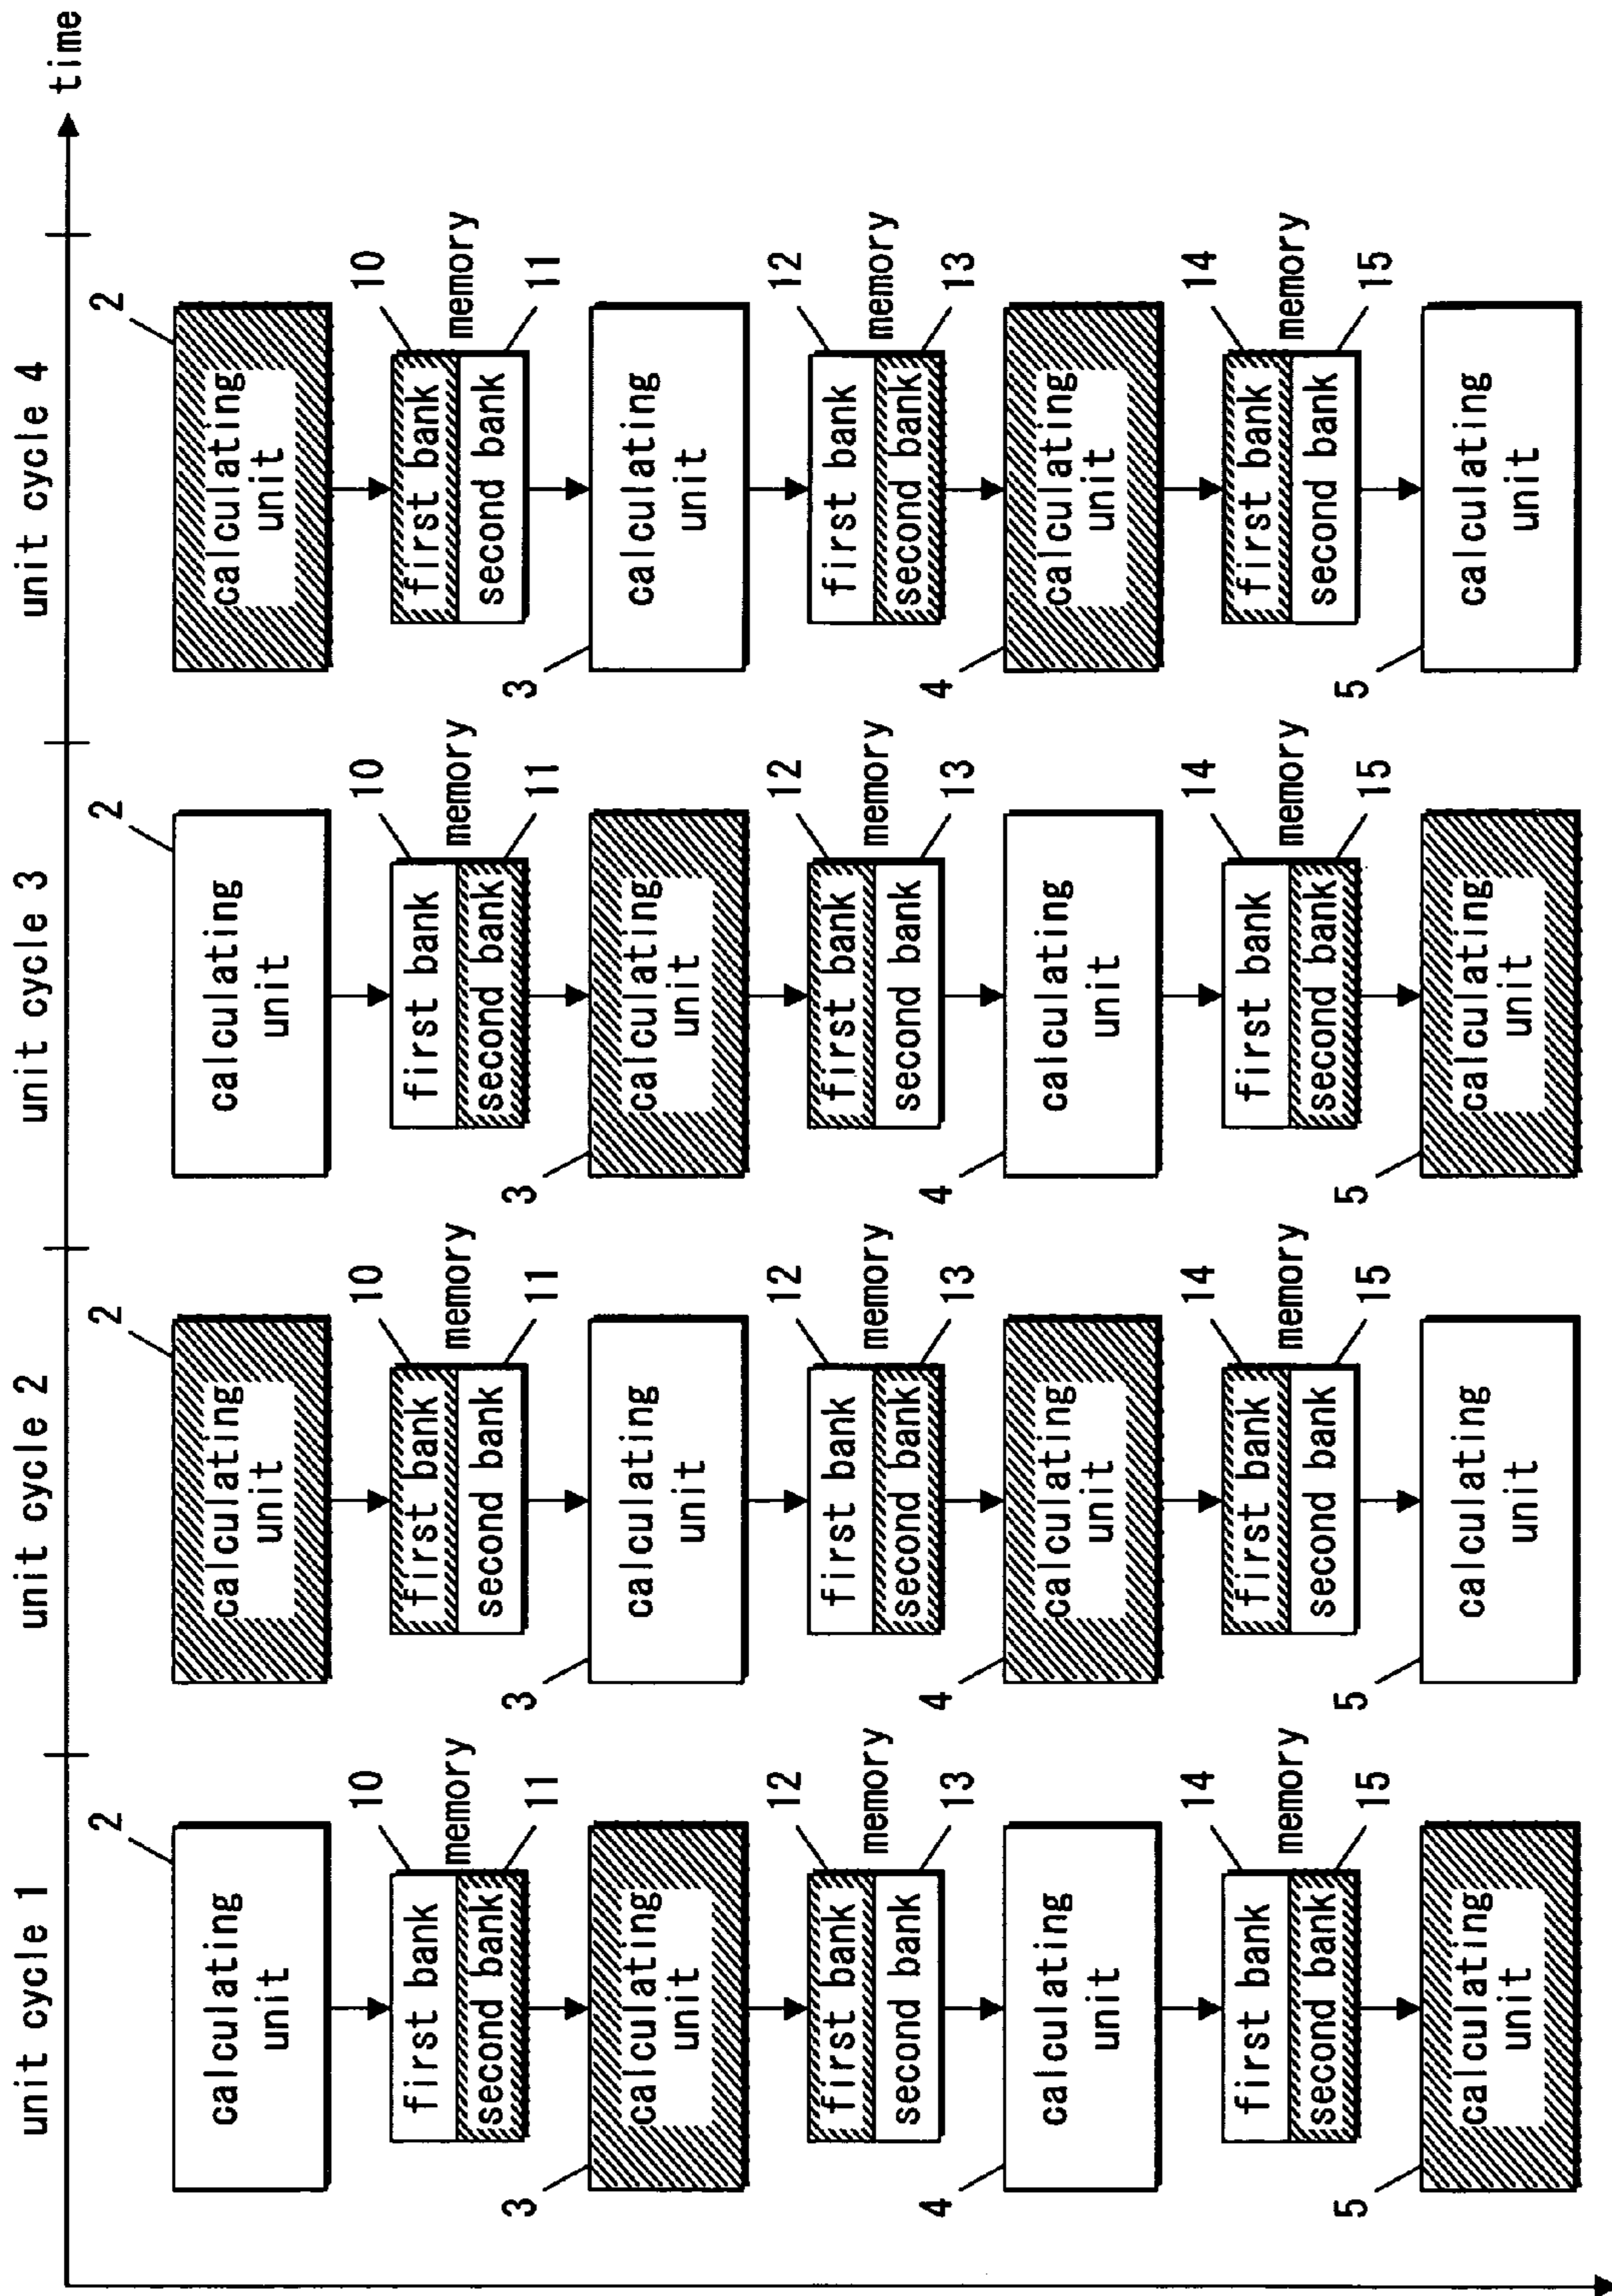 time
unit cycle 1
2
calculating
unit
10
first bank
memory
second bank
11
3
calculating
unit
12
first bank
memory
second bank
13
4
calculating
unit
14
first bank
memory
second bank
15
5
calculating
unit
unit cycle 2
2
calculating
unit
10
first bank
memory
second bank
11
3
calculating
unit
12
first bank
memory
second bank
13
4
calculating
unit
14
first bank
memory
second bank
15
5
calculating
unit
unit cycle 3
2
calculating
unit
10
first bank
memory
second bank
11
3
calculating
unit
12
first bank
memory
second bank
13
4
calculating
unit
14
first bank
memory
second bank
15
5
calculating
unit
unit cycle 4
2
calculating
unit
10
first bank
memory
second bank
11
3
calculating
unit
12
first bank
memory
second bank
13
4
calculating
unit
14
first bank
memory
second bank
15
5
calculating
unit